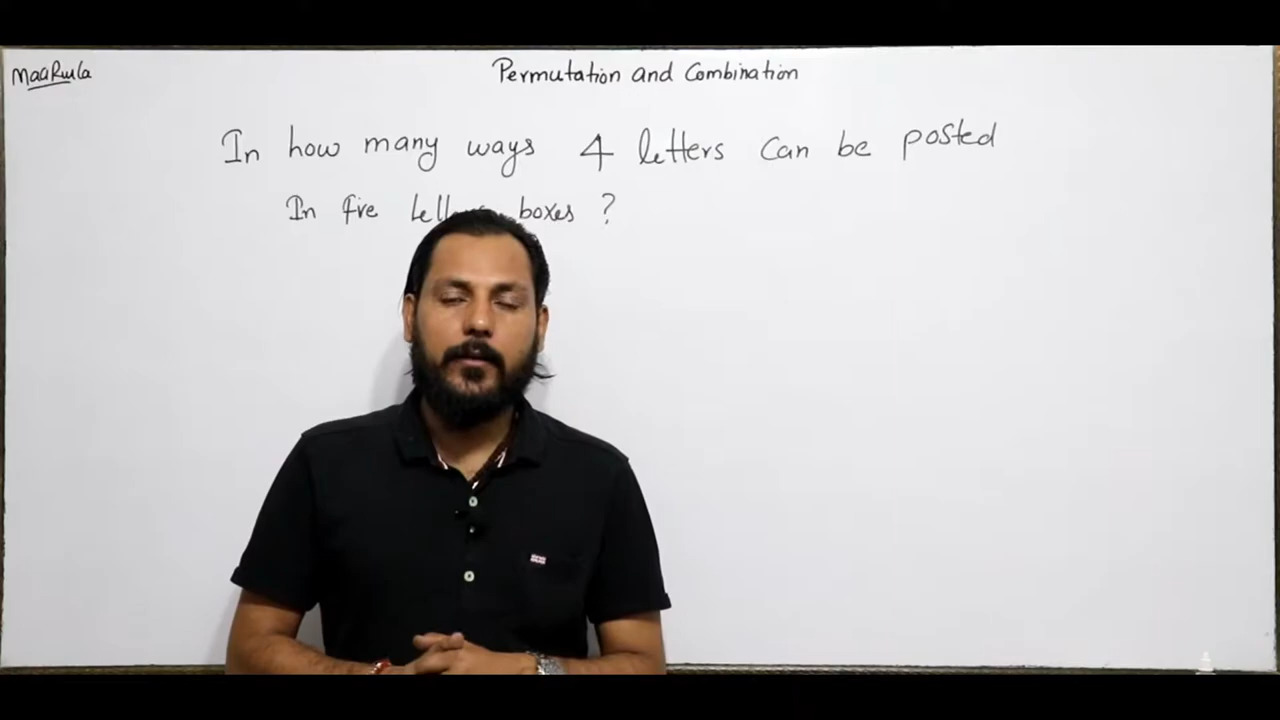 MaaRula
Permutation and Combination
In how many ways 4 letters can be posted
In five boxes ?